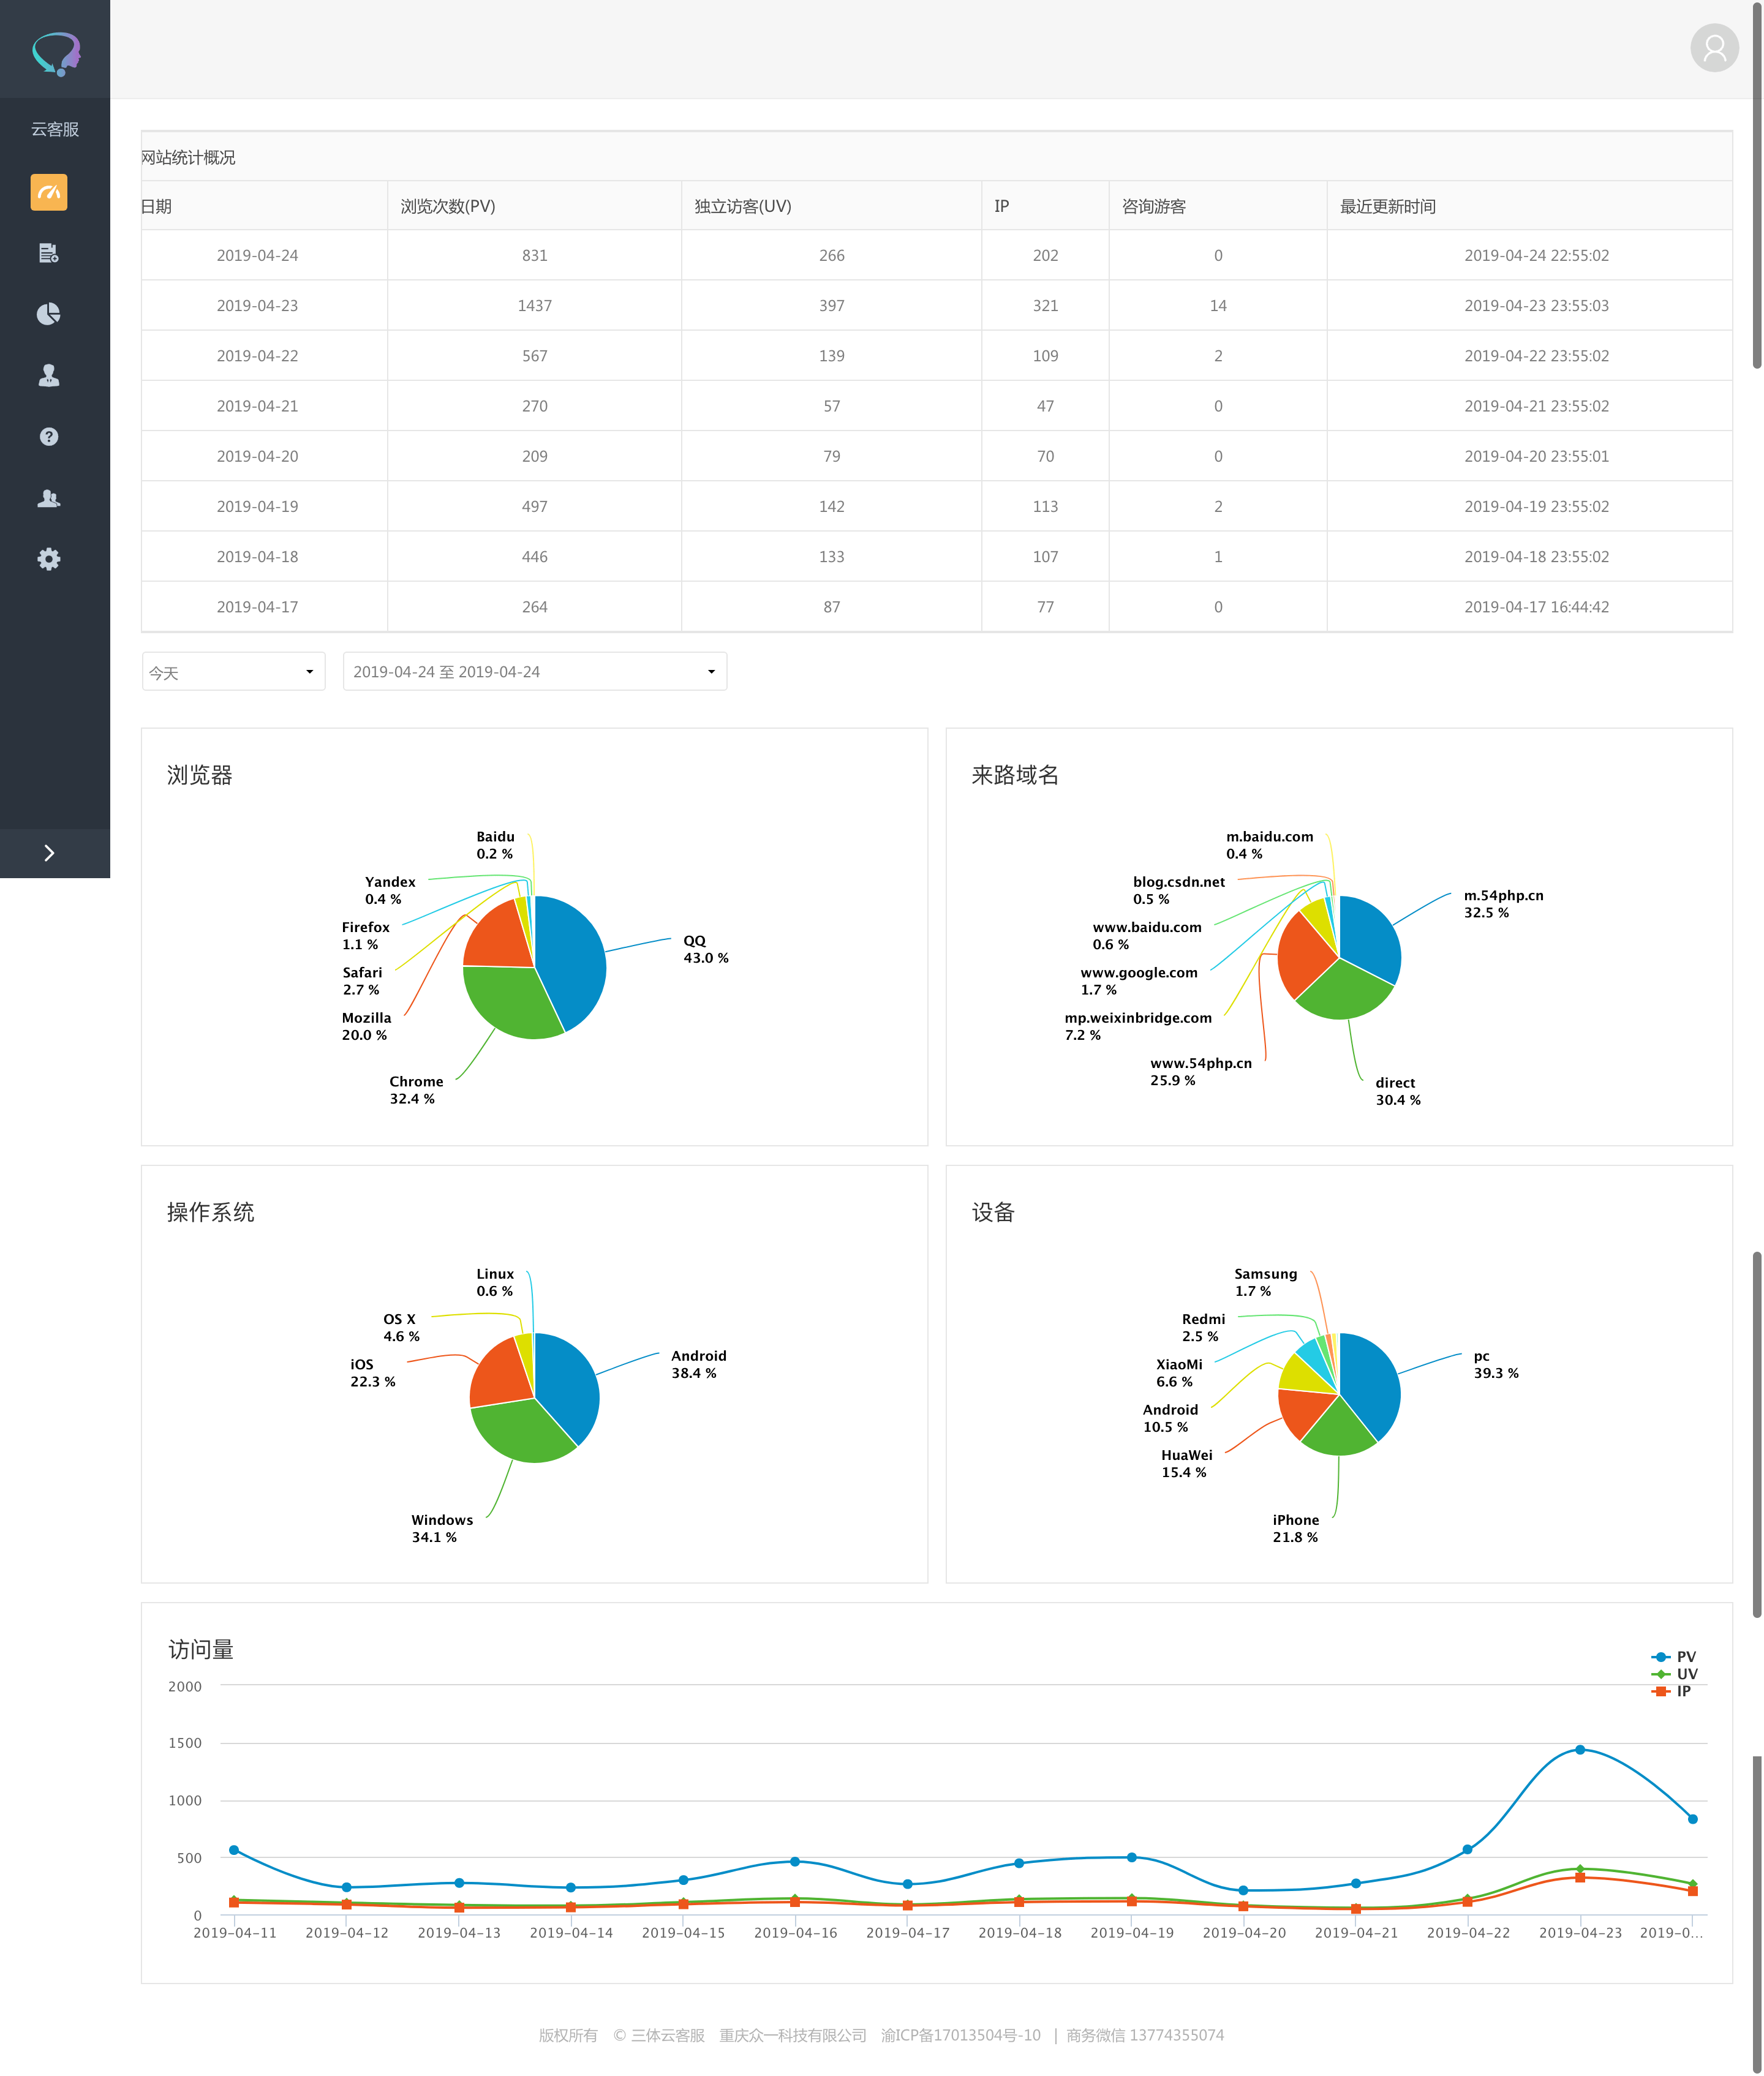 云客服
网站统计概况
日期 浏览次数(PV) 独立访客(UV) IP 咨询游客 最近更新时间
2019-04-24 831 266 202 0 2019-04-24 22:55:02
2019-04-23 1437 397 321 14 2019-04-23 23:55:03
2019-04-22 567 139 109 2 2019-04-22 23:55:02
2019-04-21 270 57 47 0 2019-04-21 23:55:02
2019-04-20 209 79 70 0 2019-04-20 23:55:01
2019-04-19 497 142 113 2 2019-04-19 23:55:02
2019-04-18 446 133 107 1 2019-04-18 23:55:02
2019-04-17 264 87 77 0 2019-04-17 16:44:42
今天 2019-04-24 至 2019-04-24
浏览器
Baidu
0.2 %
Yandex
0.4 %
Firefox
1.1 %
Safari
2.7 %
Mozilla
20.0 %
Chrome
32.4 %
QQ
43.0 %
来路域名
m.baidu.com
0.4 %
blog.csdn.net
0.5 %
www.baidu.com
0.6 %
www.google.com
1.7 %
mp.weixinbridge.com
7.2 %
www.54php.cn
25.9 %
direct
30.4 %
m.54php.cn
32.5 %
操作系统
Linux
0.6 %
OS X
4.6 %
iOS
22.3 %
Windows
34.1 %
Android
38.4 %
设备
Samsung
1.7 %
Redmi
2.5 %
XiaoMi
6.6 %
Android
10.5 %
HuaWei
15.4 %
iPhone
21.8 %
pc
39.3 %
访问量
PV
UV
IP
2000
1500
1000
500
0
2019-04-11 2019-04-12 2019-04-13 2019-04-14 2019-04-15 2019-04-16 2019-04-17 2019-04-18 2019-04-19 2019-04-20 2019-04-21 2019-04-22 2019-04-23 2019-0...
版权所有 © 三体云客服 重庆众一科技有限公司 渝ICP备17013504号-10 | 商务微信 13774355074